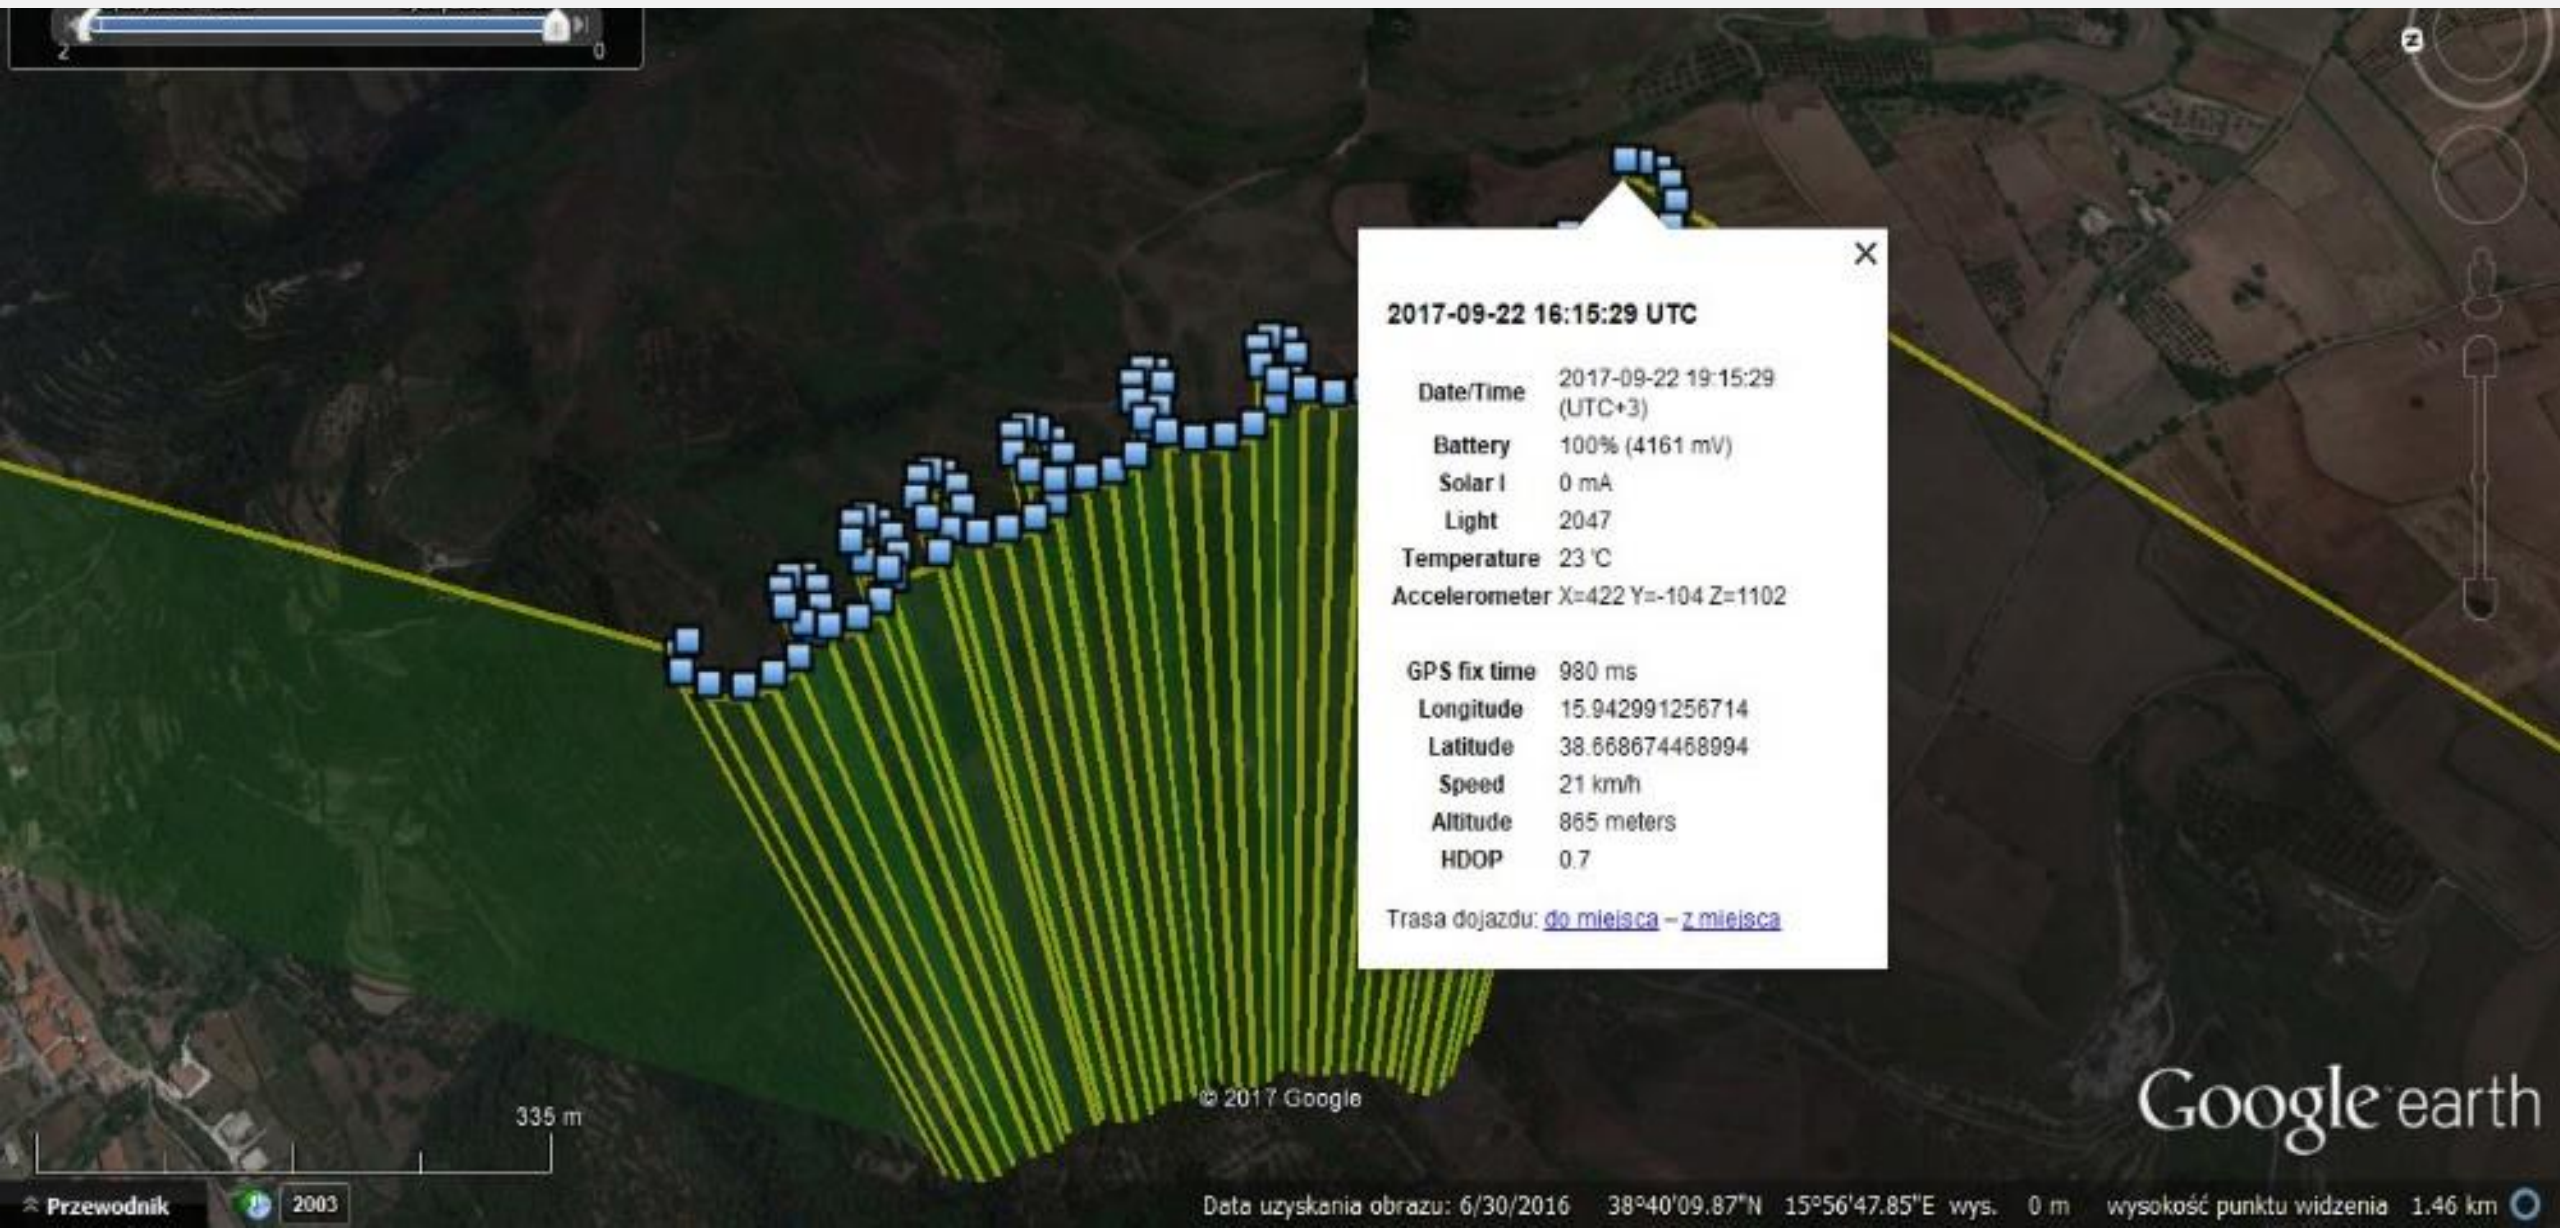 2
0
N
2017-09-22 16:15:29 UTC
Date/Time 2017-09-22 19:15:29
(UTC+3)
Battery 100% (4161 mV)
Solar I 0 mA
Light 2047
Temperature 23 'C
Accelerometer X=422 Y=-104 Z=1102
GPS fix time 980 ms
Longitude 15.942991256714
Latitude 38.668674468994
Speed 21 km/h
Altitude 865 meters
HDOP 0.7
Trasa dojazdu: do miejsca – z miejsca
© 2017 Google
335 m
Google earth
Przewodnik
2003
Data uzyskania obrazu: 6/30/2016 38°40'09.87"N 15°56'47.85"E wys. 0 m wysokość punktu widzenia 1.46 km